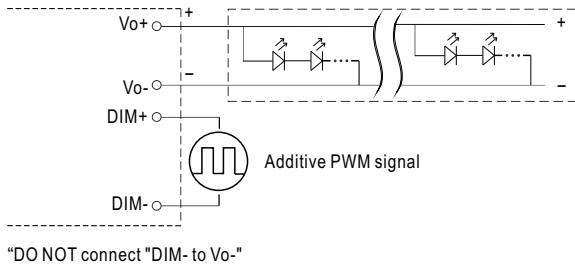 Vo+ +
+
Vo- –
–
DIM+
Additive PWM signal
DIM-
“DO NOT connect "DIM- to Vo-"